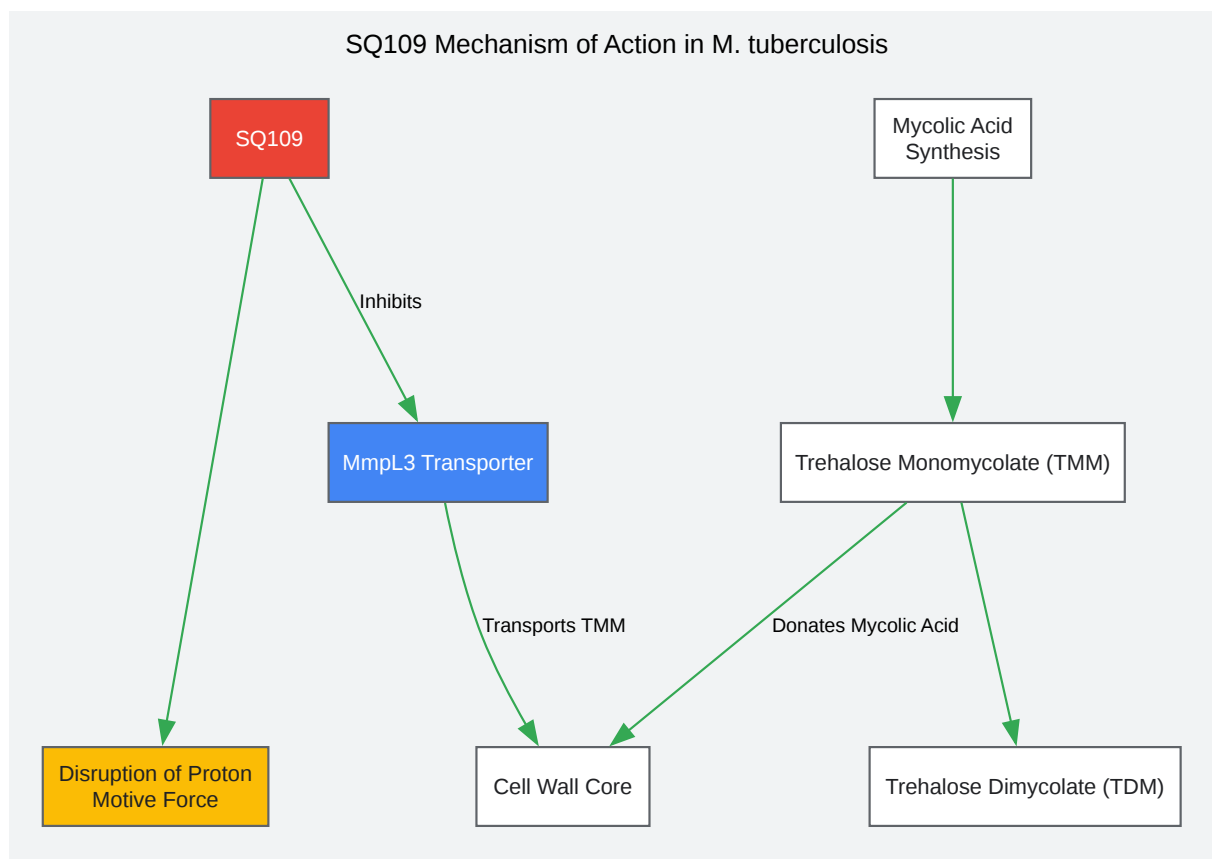 SQ109 Mechanism of Action in M. tuberculosis
SQ109
Mycolic Acid
Synthesis
Inhibits
MmpL3 Transporter
Trehalose Monomycolate (TMM)
Transports TMM
Donates Mycolic Acid
Disruption of Proton
Motive Force
Cell Wall Core
Trehalose Dimycolate (TDM)